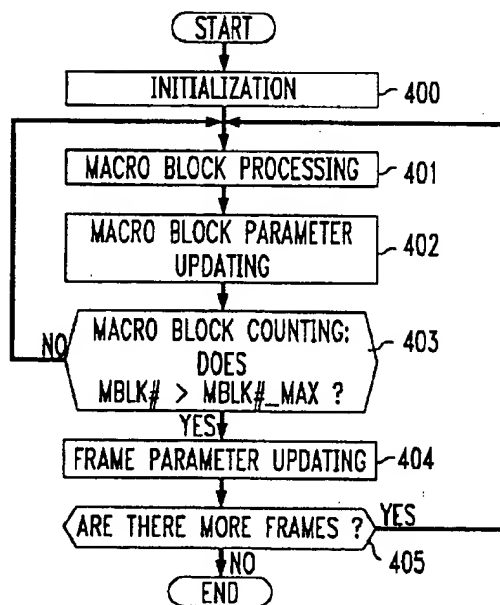 START
INITIALIZATION
400
MACRO BLOCK PROCESSING
401
MACRO BLOCK PARAMETER
UPDATING
402
MACRO BLOCK COUNTING:
DOES
MBLK# > MBLK#_MAX ?
403
NO
YES
FRAME PARAMETER UPDATING
404
ARE THERE MORE FRAMES ?
YES
405
NO
END